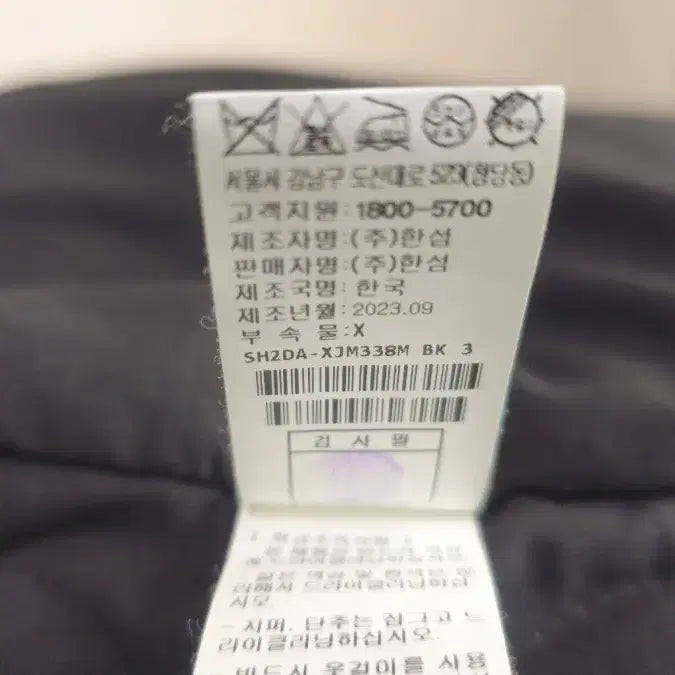 서울시 강남구 도산대로 523(청담동)
고객지원:1800-5700
제조자명:(주)한섬
판매자명:(주)한섬
제조국명:한국
제조년월:2023.09
부 속 물:X
SH2DA-XJM338M BK 3
검 사 필
리해서 드라이클리닝하십
시오.
- 지퍼, 단추는 잠그고 드
라이클리닝하십시오.
- 반드시 옷걸이를 사용